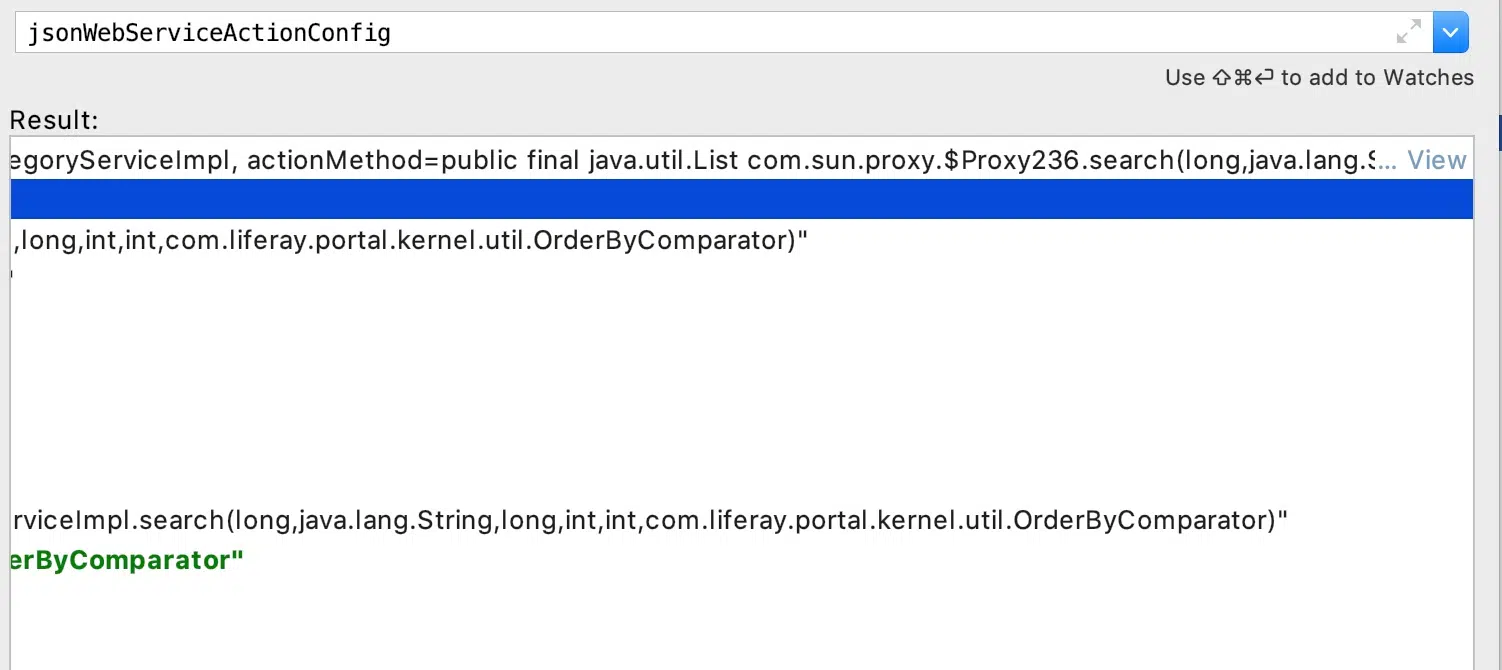 jsonWebServiceActionConfig
Use ⇧⌘↩ to add to Watches
Result:
egoryServiceImpl, actionMethod=public final java.util.List com.sun.proxy.$Proxy236.search(long,java.lang.S... View
,long,int,int,com.liferay.portal.kernel.util.OrderByComparator)"
rviceImpl.search(long,java.lang.String,long,int,int,com.liferay.portal.kernel.util.OrderByComparator)"
erByComparator"